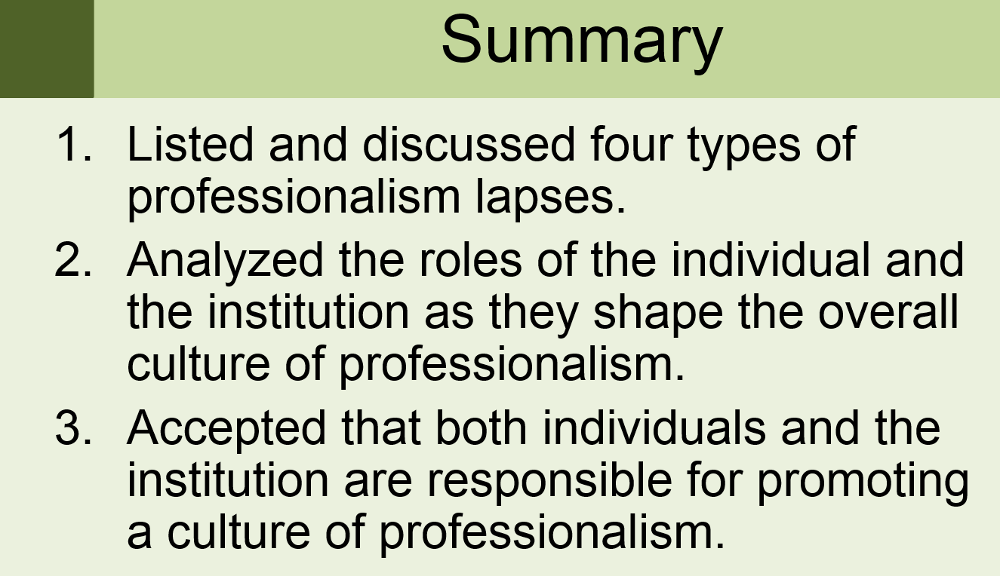 Summary
1. Listed and discussed four types of
professionalism lapses.
2. Analyzed the roles of the individual and
the institution as they shape the overall
culture of professionalism.
3. Accepted that both individuals and the
institution are responsible for promoting
a culture of professionalism.